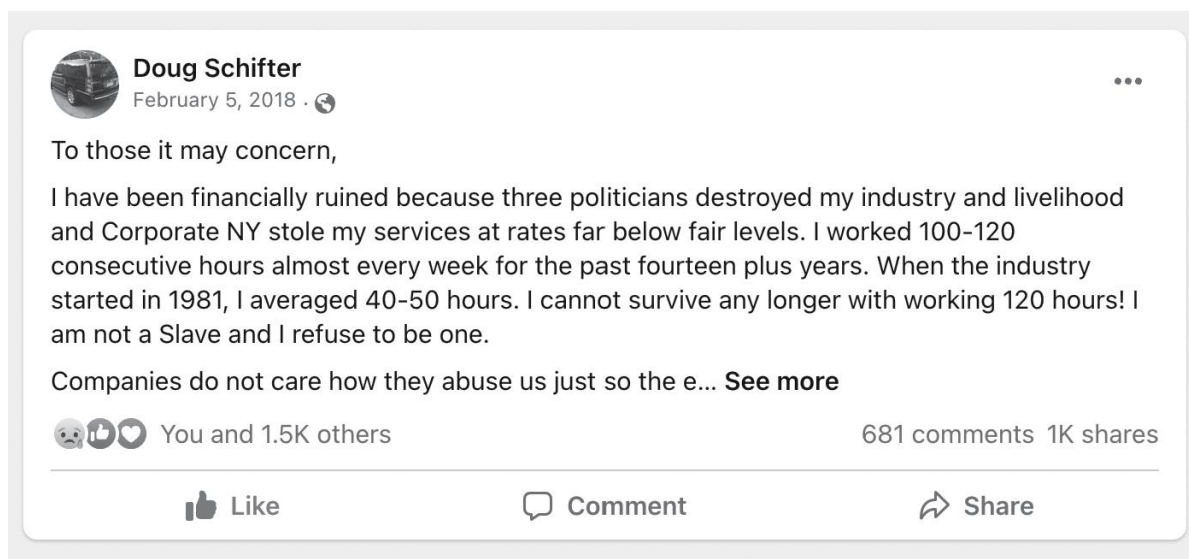 Doug Schifter
February 5, 2018 ·
To those it may concern,
I have been financially ruined because three politicians destroyed my industry and livelihood
and Corporate NY stole my services at rates far below fair levels. I worked 100-120
consecutive hours almost every week for the past fourteen plus years. When the industry
started in 1981, I averaged 40-50 hours. I cannot survive any longer with working 120 hours! I
am not a Slave and I refuse to be one.
Companies do not care how they abuse us just so the e... See more
You and 1.5K others 681 comments 1K shares
Like Comment Share